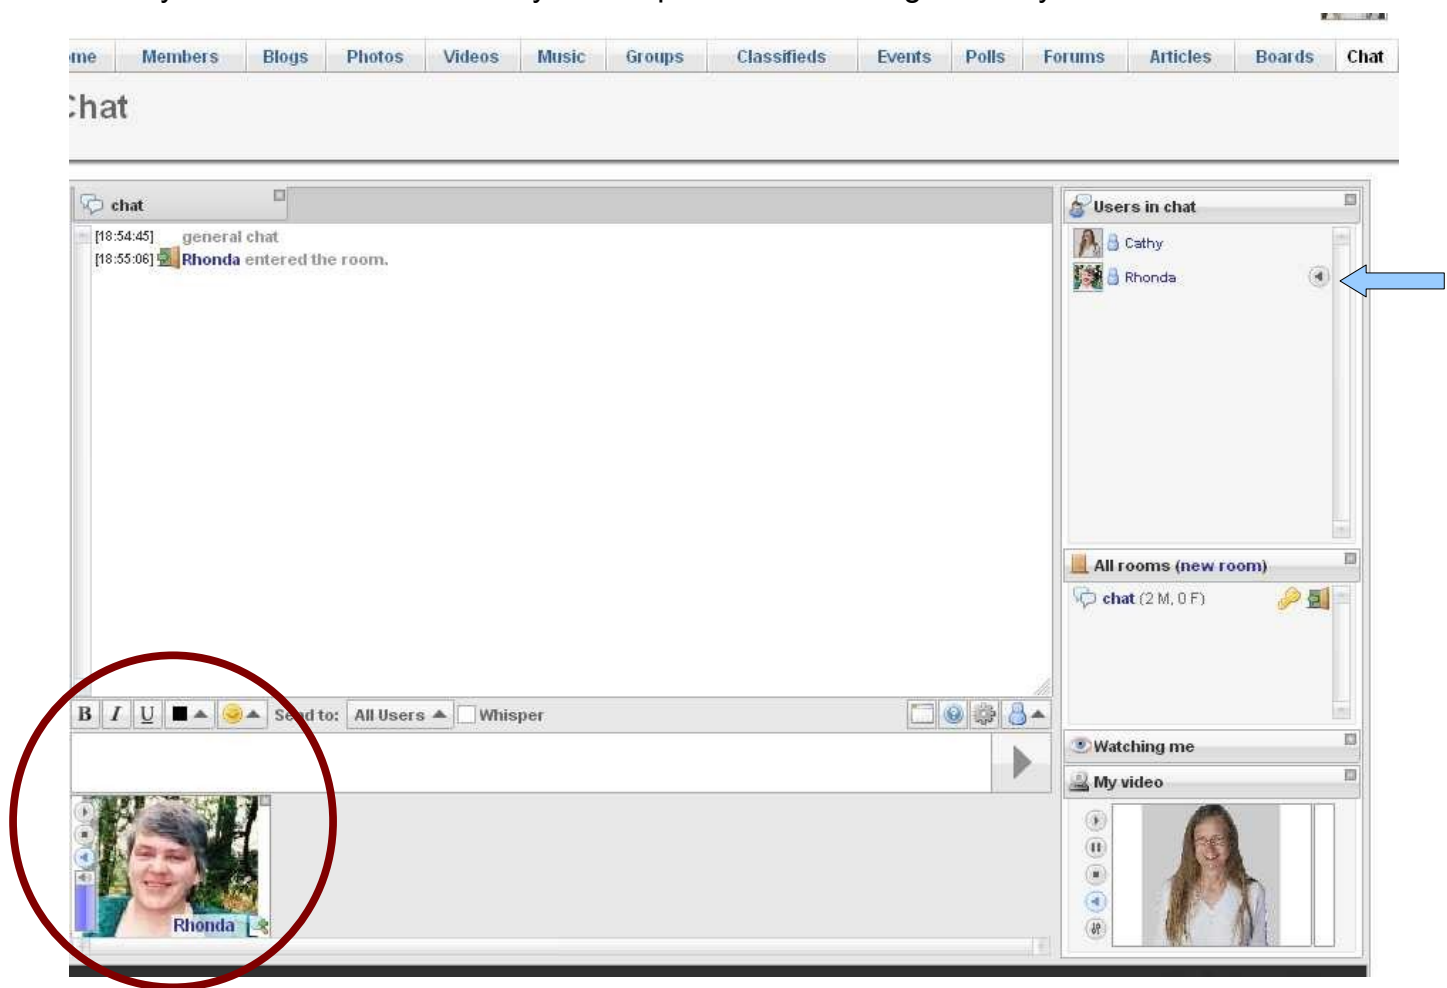 Members Blogs Photos Videos Music Groups Classifieds Events Polls Forums Articles Boards Chat
chat
Users in chat
[18:54:45] general chat
[18:55:06] Rhonda entered the room.
Cathy
Rhonda
All rooms (new room)
chat (2 M, 0 F)
B I U Send to: All Users Whisper
Watching me
My video
Rhonda